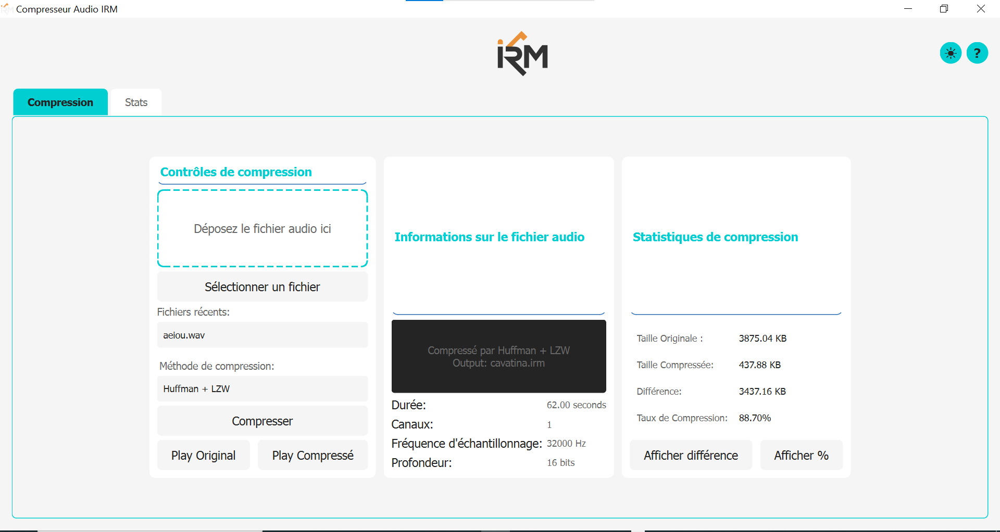 Compresseur Audio IRM
iRM
?
Compression
Stats
Contrôles de compression
Déposez le fichier audio ici
Sélectionner un fichier
Fichiers récents:
aeiou.wav
Méthode de compression:
Huffman + LZW
Compresser
Play Original
Play Compressé
Informations sur le fichier audio
Compressé par Huffman + LZW
Output: cavatina.irm
Durée: 62.00 seconds
Canaux: 1
Fréquence d'échantillonnage: 32000 Hz
Profondeur: 16 bits
Statistiques de compression
Taille Originale : 3875.04 KB
Taille Compressée: 437.88 KB
Différence: 3437.16 KB
Taux de Compression: 88.70%
Afficher différence
Afficher %